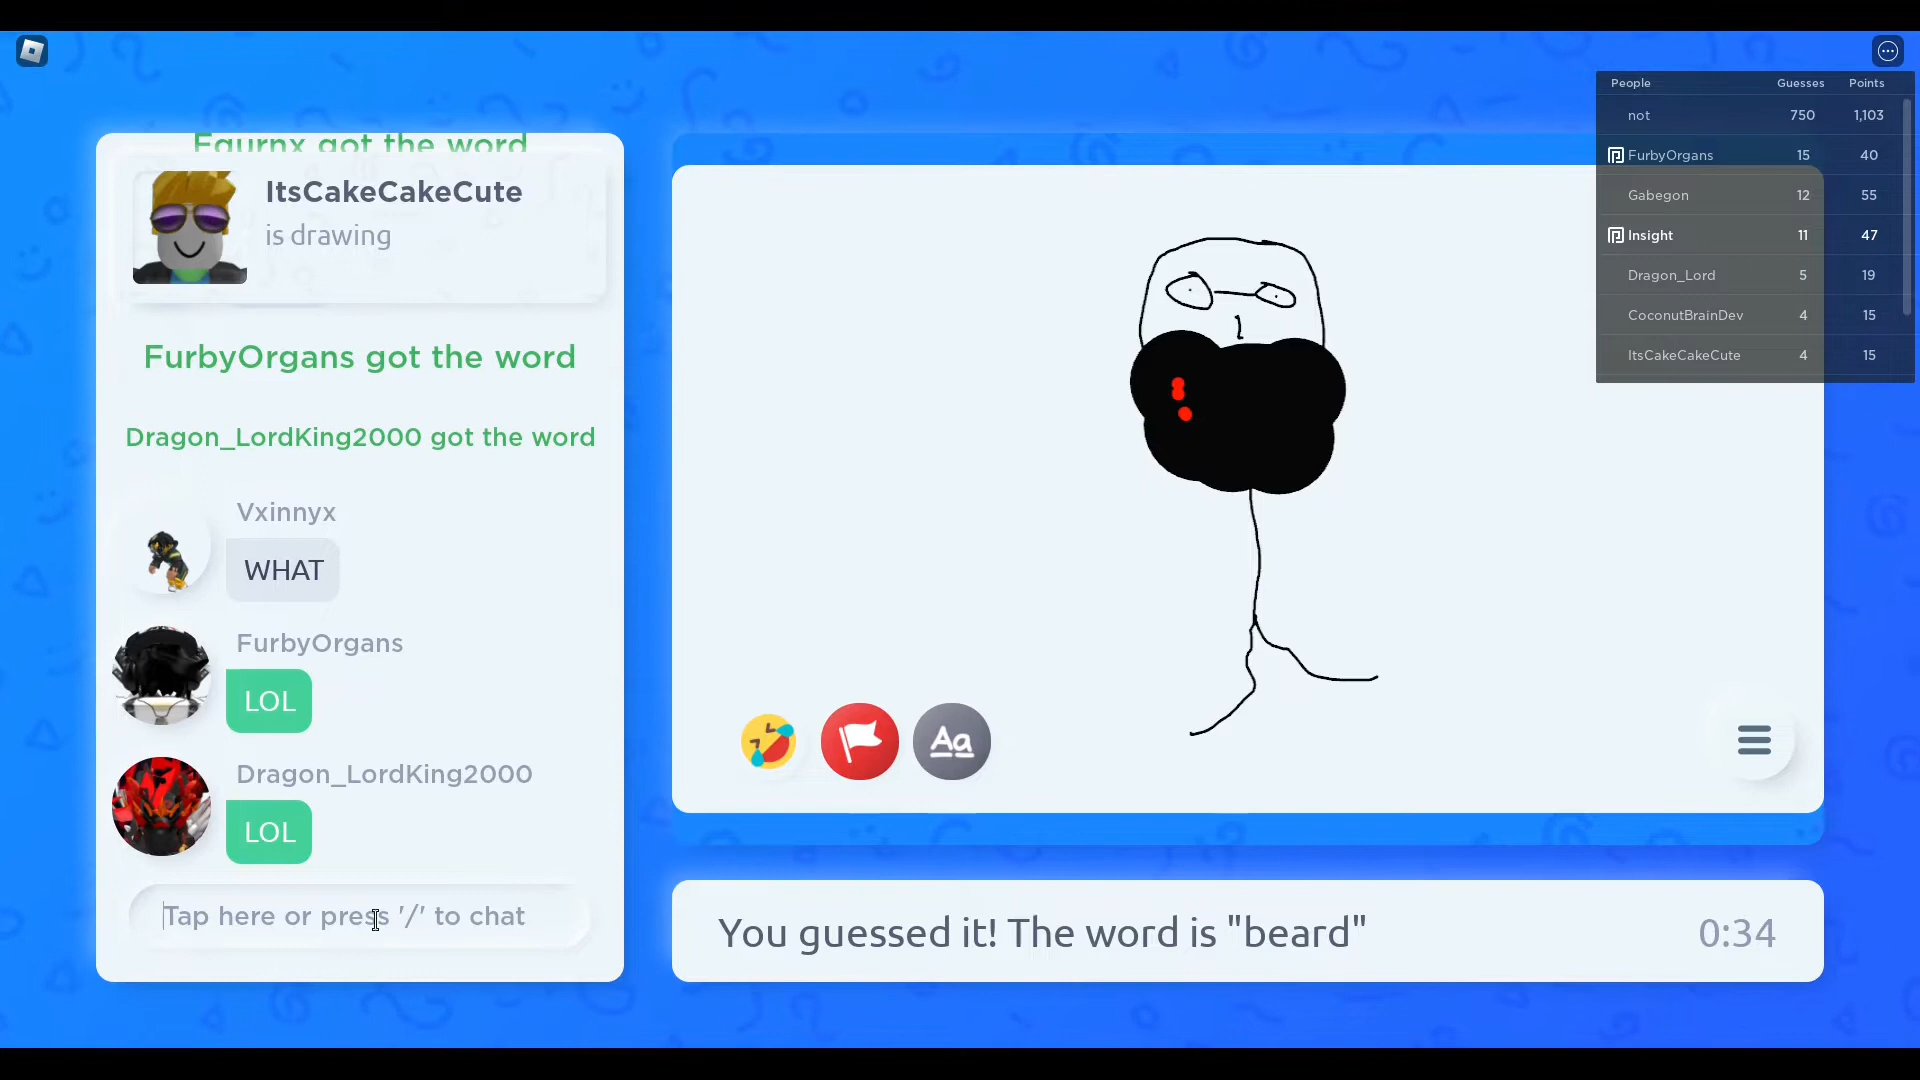 Equrnx got the word
ItsCakeCakeCute
is drawing
FurbyOrgans got the word
Dragon_LordKing2000 got the word
Vxinnyx
WHAT
FurbyOrgans
LOL
Dragon_LordKing2000
LOL
Tap here or press '/' to chat
Aa
You guessed it! The word is "beard" 0:34
People Guesses Points
not 750 1,103
FurbyOrgans 15 40
Gabegon 12 55
Insight 11 47
Dragon_Lord 5 19
CoconutBrainDev 4 15
ItsCakeCakeCute 4 15